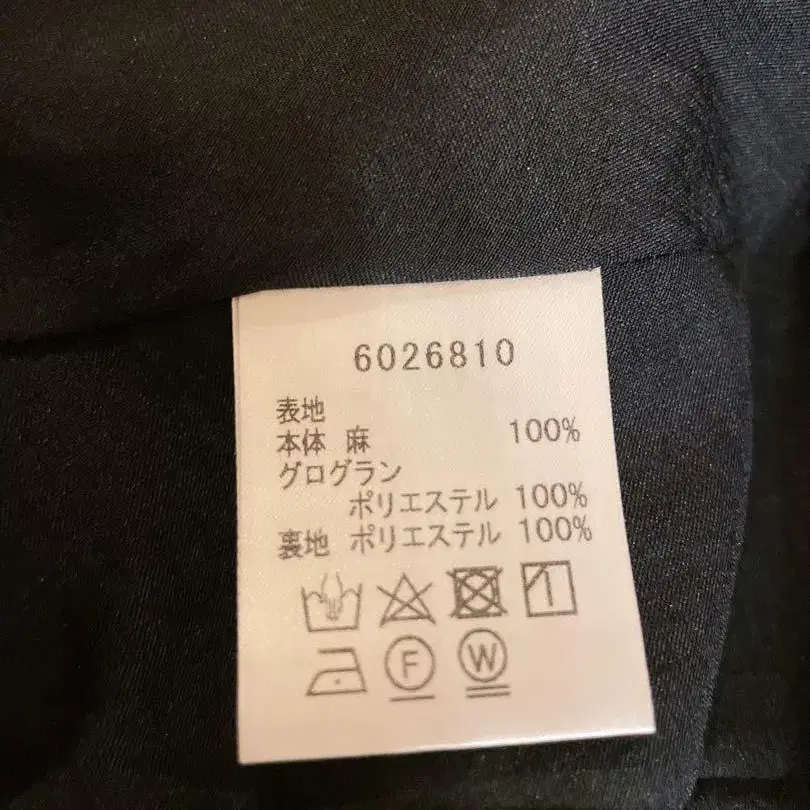 6026810
表地
本体 麻 100%
グログラン
ポリエステル 100%
裏地 ポリエステル 100%
F W